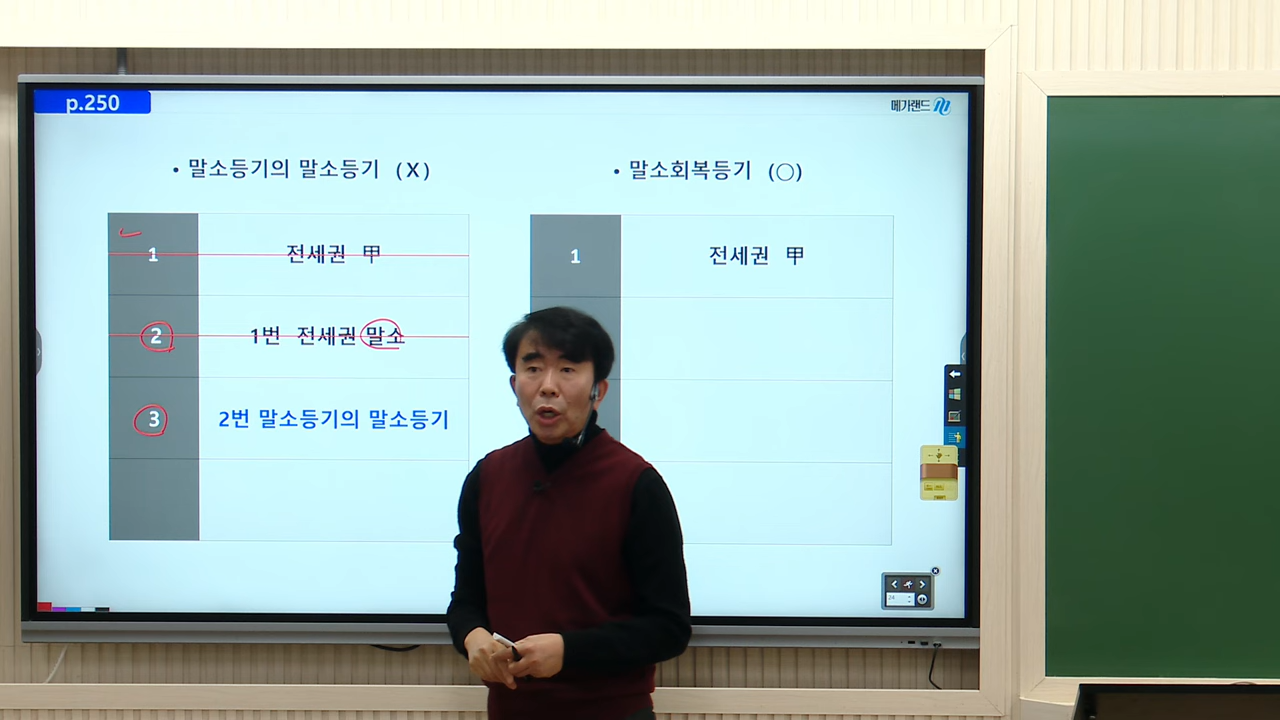 p.250
메가랜드
• 말소등기의 말소등기 (X)
1 전세권 甲
2 1번 전세권 말소
3 2번 말소등기의 말소등기
• 말소회복등기 (○)
1 전세권 甲
24